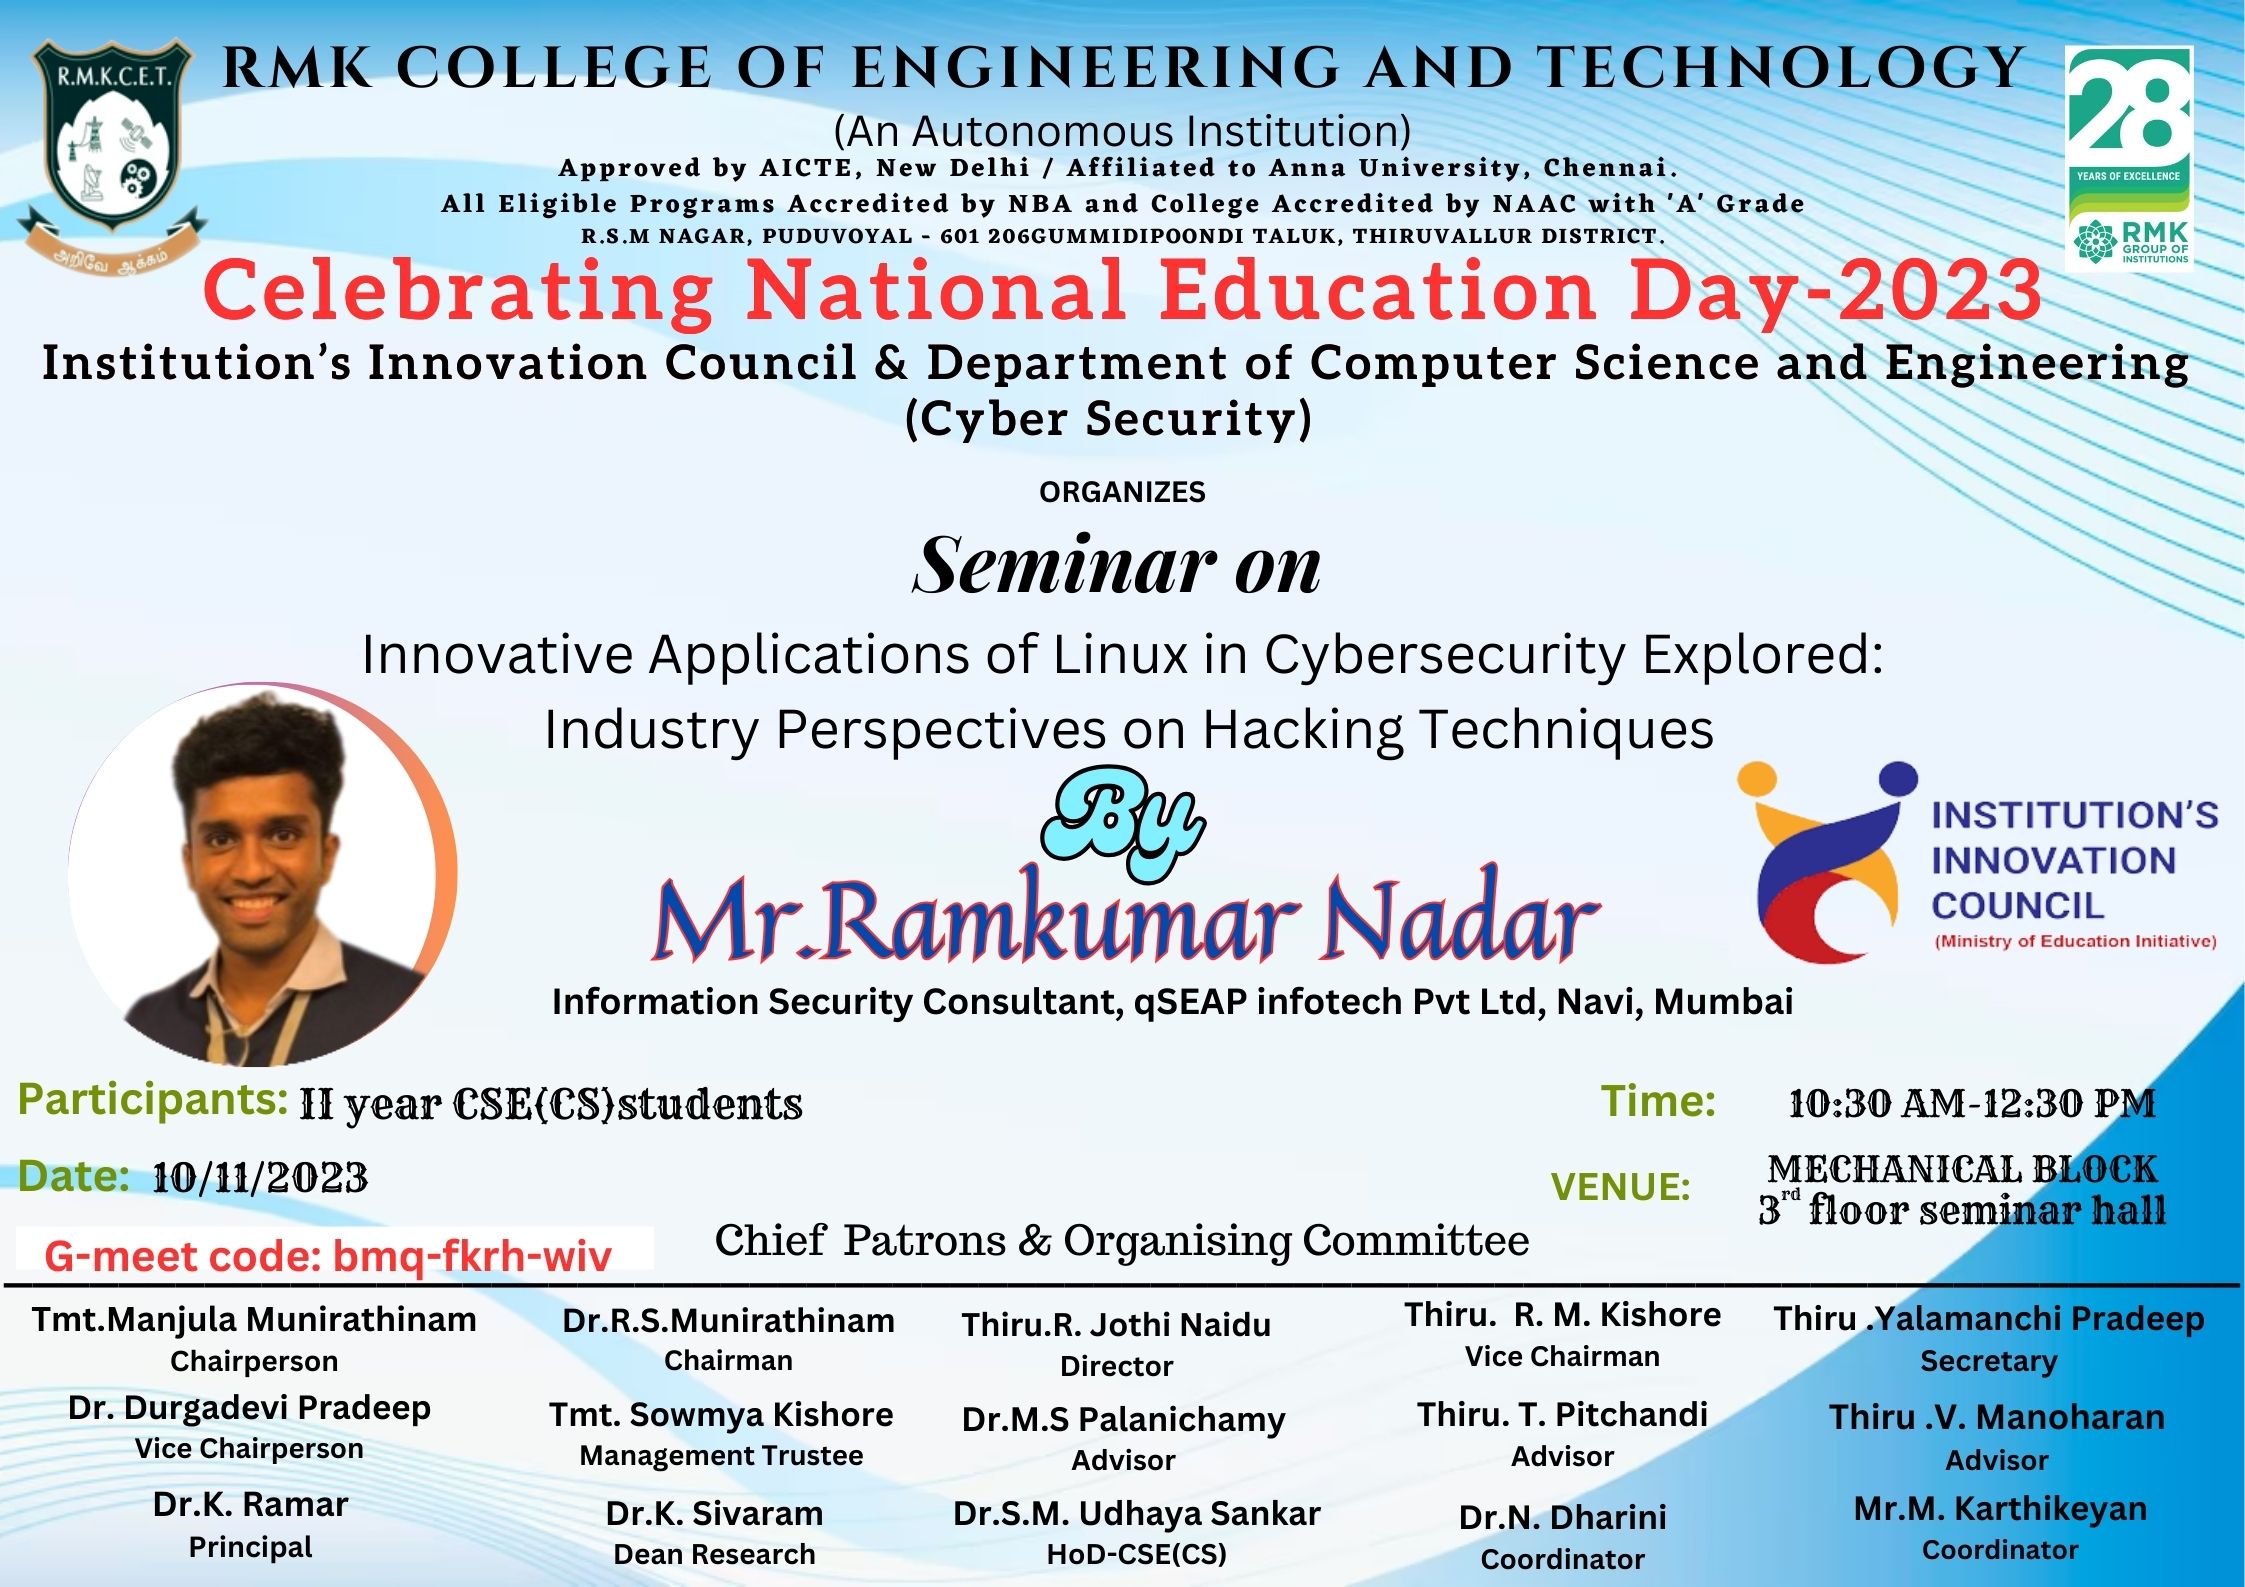 R.M.K.C.E.T.
அறிவே ஆக்கம்
RMK COLLEGE OF ENGINEERING AND TECHNOLOGY
(An Autonomous Institution)
Approved by AICTE, New Delhi / Affiliated to Anna University, Chennai.
All Eligible Programs Accredited by NBA and College Accredited by NAAC with 'A' Grade
R.S.M NAGAR, PUDUVOYAL - 601 206GUMMIDIPOONDI TALUK, THIRUVALLUR DISTRICT.
28
YEARS OF EXCELLENCE
RMK
GROUP OF
INSTITUTIONS
Celebrating National Education Day-2023
Institution’s Innovation Council & Department of Computer Science and Engineering
(Cyber Security)
ORGANIZES
Seminar on
Innovative Applications of Linux in Cybersecurity Explored:
Industry Perspectives on Hacking Techniques
By
Mr.Ramkumar Nadar
Information Security Consultant, qSEAP infotech Pvt Ltd, Navi, Mumbai
INSTITUTION’S
INNOVATION
COUNCIL
(Ministry of Education Initiative)
Participants: II year CSE(CS)students
Time: 10:30 AM-12:30 PM
Date: 10/11/2023
VENUE: MECHANICAL BLOCK
3rd floor seminar hall
G-meet code: bmq-fkrh-wiv
Chief Patrons & Organising Committee
Tmt.Manjula Munirathinam
Chairperson
Dr.R.S.Munirathinam
Chairman
Thiru.R. Jothi Naidu
Director
Thiru. R. M. Kishore
Vice Chairman
Thiru .Yalamanchi Pradeep
Secretary
Dr. Durgadevi Pradeep
Vice Chairperson
Tmt. Sowmya Kishore
Management Trustee
Dr.M.S Palanichamy
Advisor
Thiru. T. Pitchandi
Advisor
Thiru .V. Manoharan
Advisor
Dr.K. Ramar
Principal
Dr.K. Sivaram
Dean Research
Dr.S.M. Udhaya Sankar
HoD-CSE(CS)
Dr.N. Dharini
Coordinator
Mr.M. Karthikeyan
Coordinator